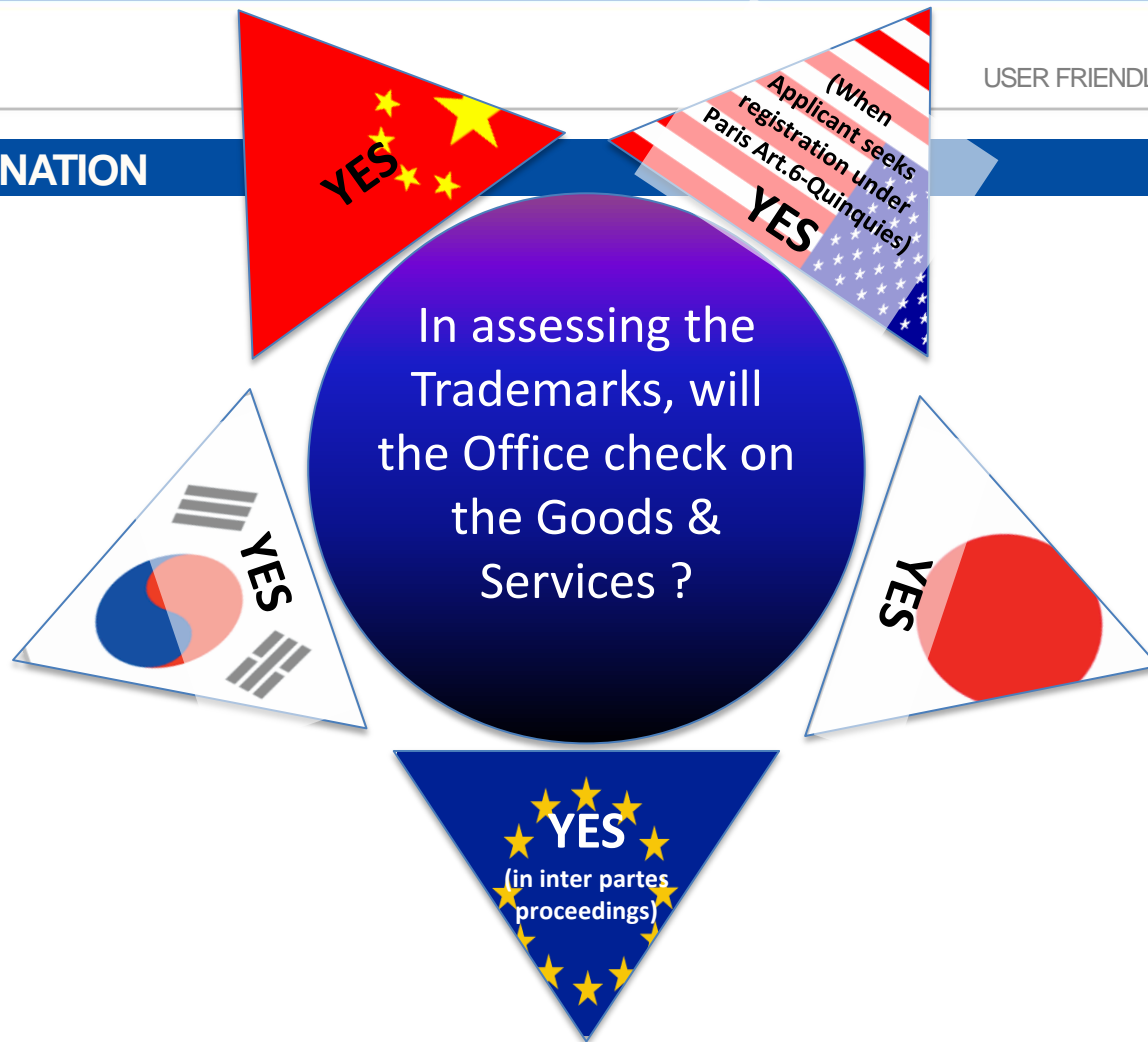 USER FRIENDL
NATION
YES
(When
Applicant seeks
registration under
Paris Art.6-Quinquies)
YES
In assessing the
Trademarks, will
the Office check on
the Goods &
Services ?
YES
YES
YES
(in inter partes
proceedings)